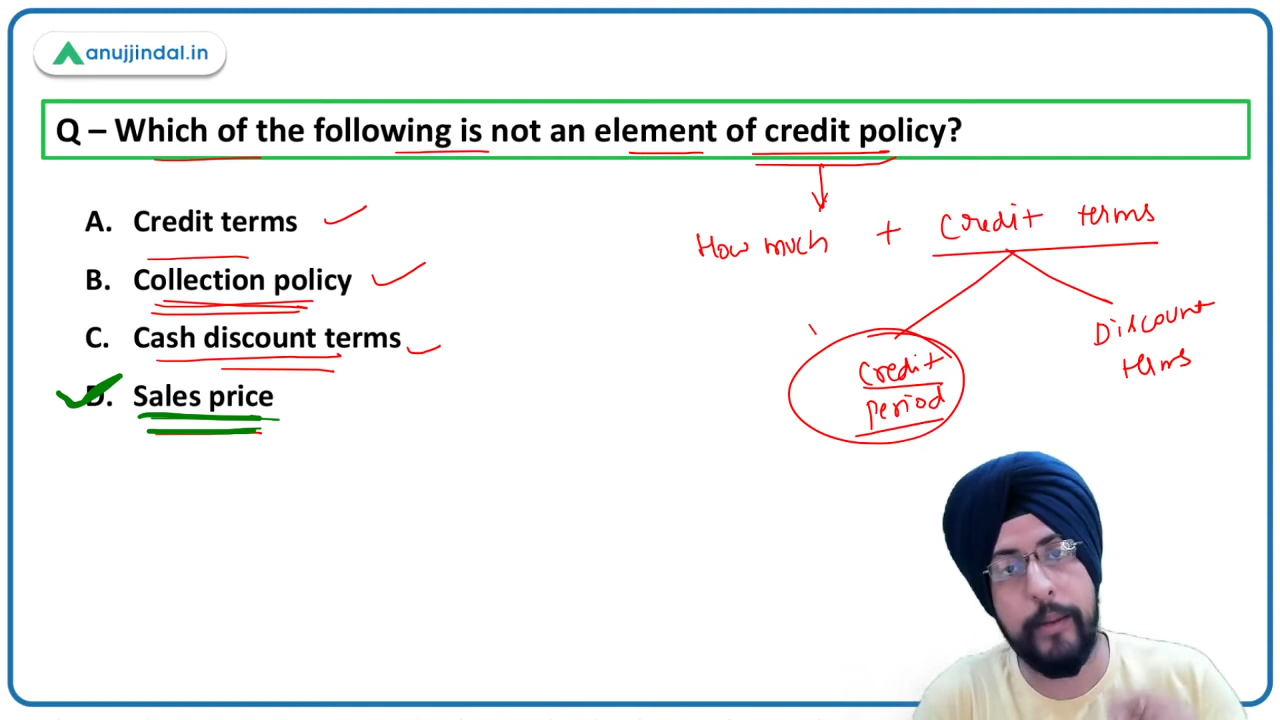 anujjindal.in
Q – Which of the following is not an element of credit policy?
A. Credit terms
B. Collection policy
C. Cash discount terms
D. Sales price
How much + Credit terms
Credit period
Discount terms